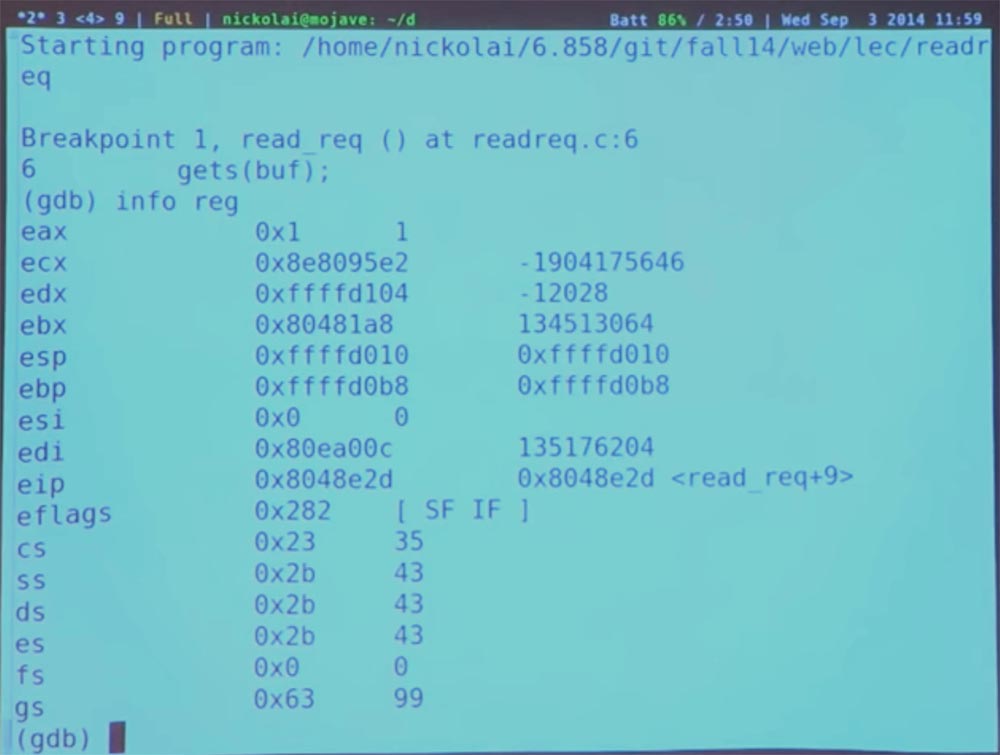 *2* 3 <4> 9 | Full | nickolai@mojave: ~/d Batt 86% / 2:50 | Wed Sep 3 2014 11:59
Starting program: /home/nickolai/6.858/git/fall14/web/lec/readr
eq
Breakpoint 1, read_req () at readreq.c:6
6 gets(buf);
(gdb) info reg
eax 0x1 1
ecx 0x8e8095e2 -1904175646
edx 0xffffd104 -12028
ebx 0x80481a8 134513064
esp 0xffffd010 0xffffd010
ebp 0xffffd0b8 0xffffd0b8
esi 0x0 0
edi 0x80ea00c 135176204
eip 0x8048e2d 0x8048e2d <read_req+9>
eflags 0x282 [ SF IF ]
cs 0x23 35
ss 0x2b 43
ds 0x2b 43
es 0x2b 43
fs 0x0 0
gs 0x63 99
(gdb)